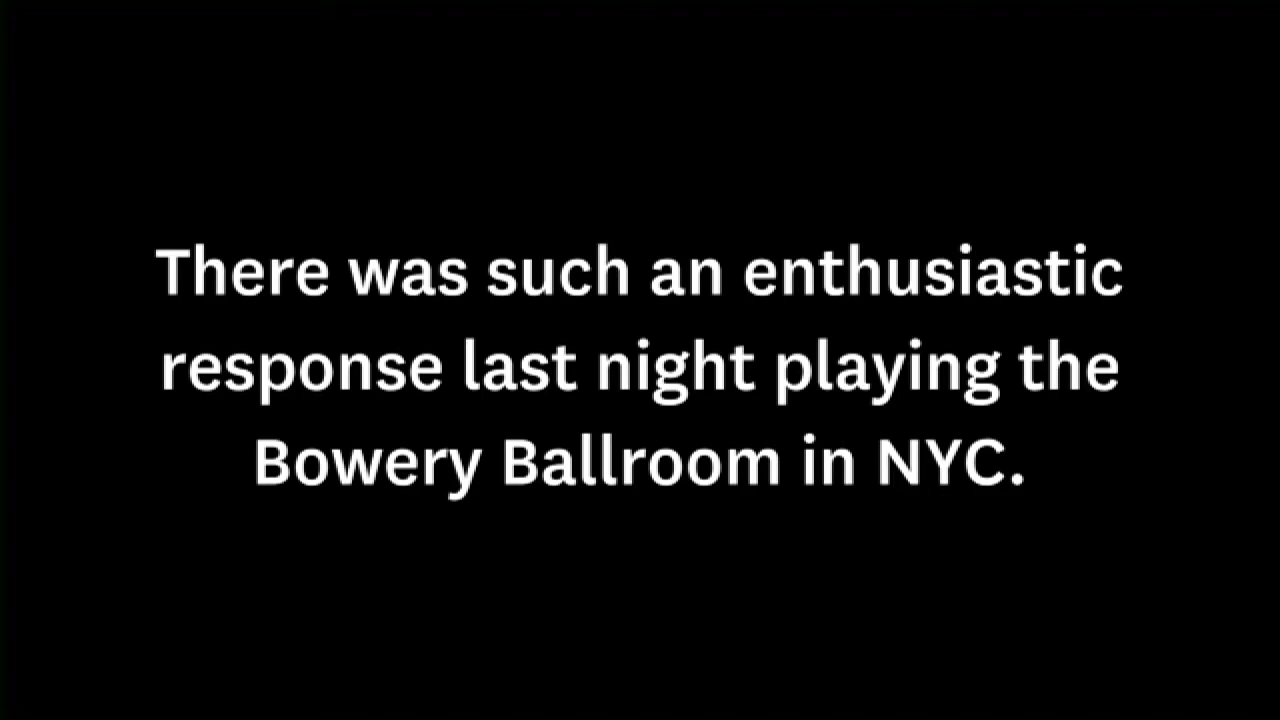 There was such an enthusiastic
response last night playing the
Bowery Ballroom in NYC.